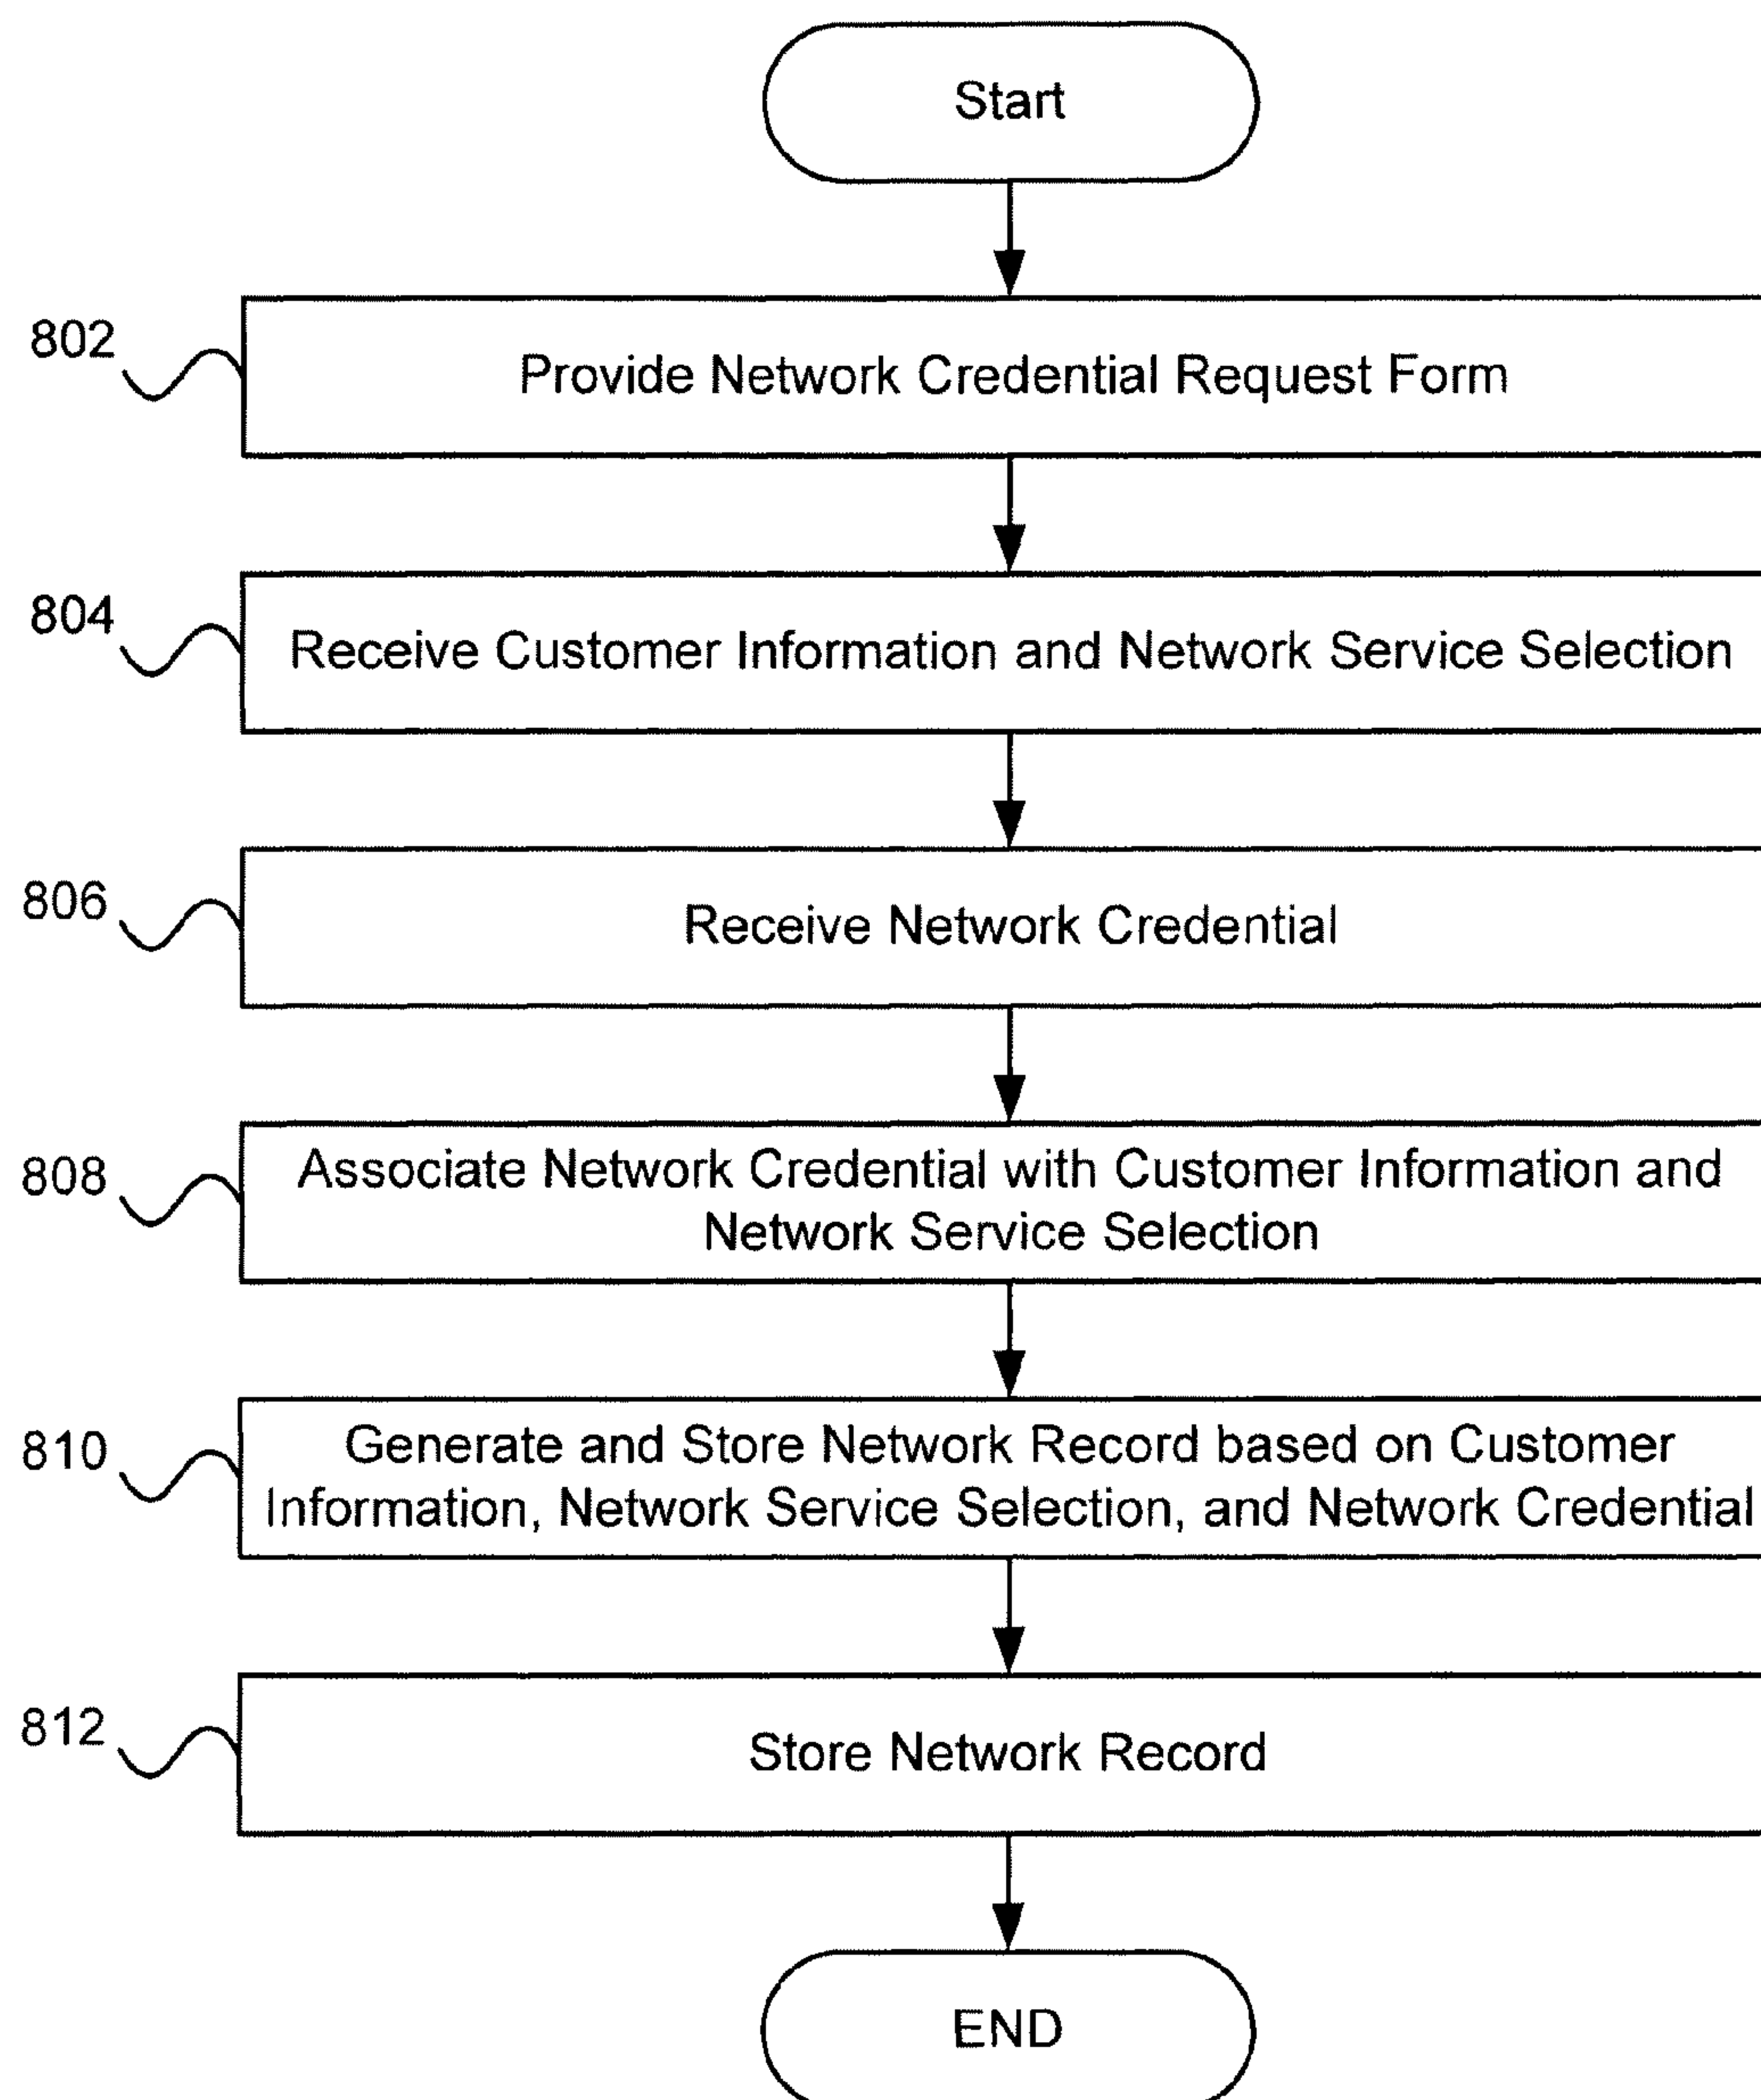 Start
802
Provide Network Credential Request Form
804
Receive Customer Information and Network Service Selection
806
Receive Network Credential
808
Associate Network Credential with Customer Information and
Network Service Selection
810
Generate and Store Network Record based on Customer
Information, Network Service Selection, and Network Credential
812
Store Network Record
END